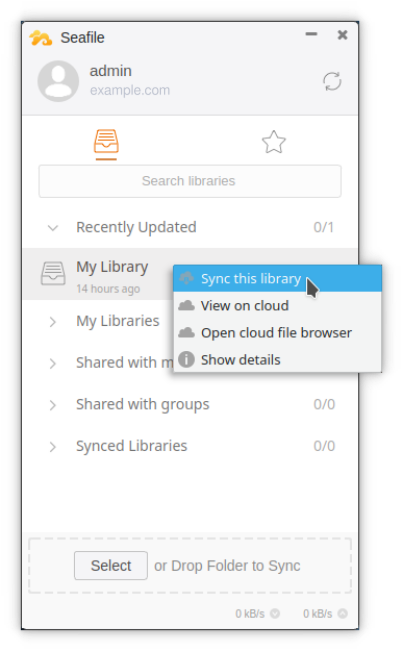 Seafile
admin
example.com
Search libraries
Recently Updated 0/1
My Library
14 hours ago
Sync this library
View on cloud
Open cloud file browser
Show details
My Libraries
Shared with m
Shared with groups 0/0
Synced Libraries 0/0
Select or Drop Folder to Sync
0 kB/s 0 kB/s